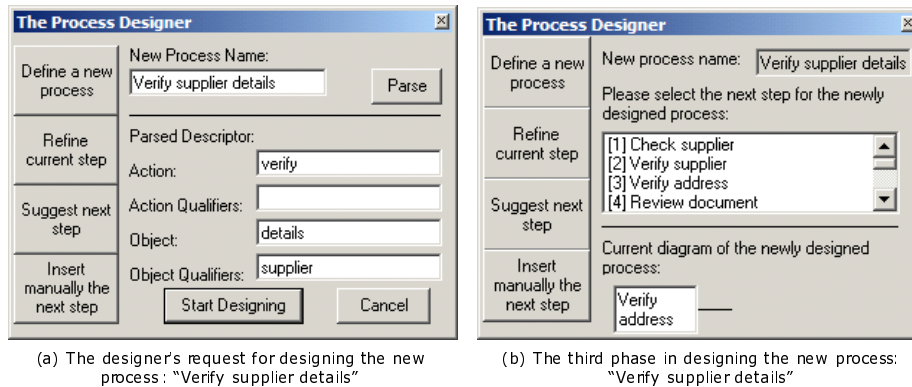 The Process Designer
Define a new
process
Refine
current step
Suggest next
step
Insert
manually the
next step
New Process Name:
Verify supplier details
Parse
Parsed Descriptor:
Action:
verify
Action Qualifiers:
Object:
details
Object Qualifiers:
supplier
Start Designing
Cancel
(a) The designer's request for designing the new
process: "Verify supplier details"
The Process Designer
Define a new
process
Refine
current step
Suggest next
step
Insert
manually the
next step
New process name:
Verify supplier details
Please select the next step for the newly
designed process:
[1] Check supplier
[2] Verify supplier
[3] Verify address
[4] Review document
Current diagram of the newly designed
process:
Verify
address
(b) The third phase in designing the new process:
"Verify supplier details"